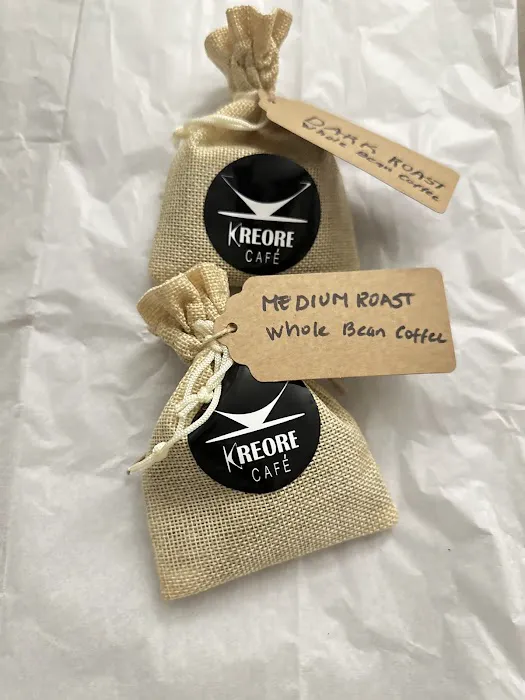 DARK ROAST
Whole Bean Coffee
KREORE
CAFÉ
MEDIUM ROAST
Whole Bean Coffee
KREORE
CAFÉ